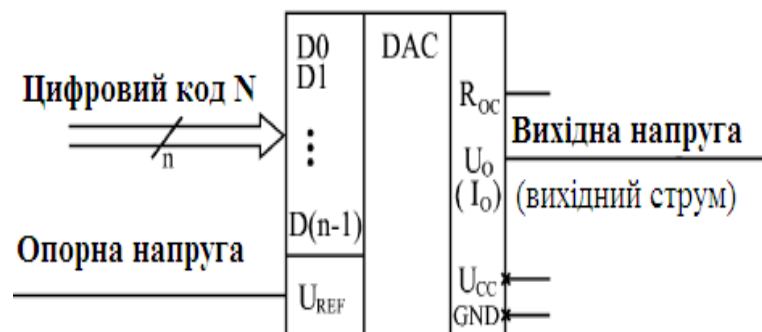 D0
DAC
D1
Цифровий код N
n
⋮
D(n-1)
Опорна напруга
U_REF
R_OC
Вихідна напруга
U_O
(I_O)
(вихідний струм)
U_CC
GND